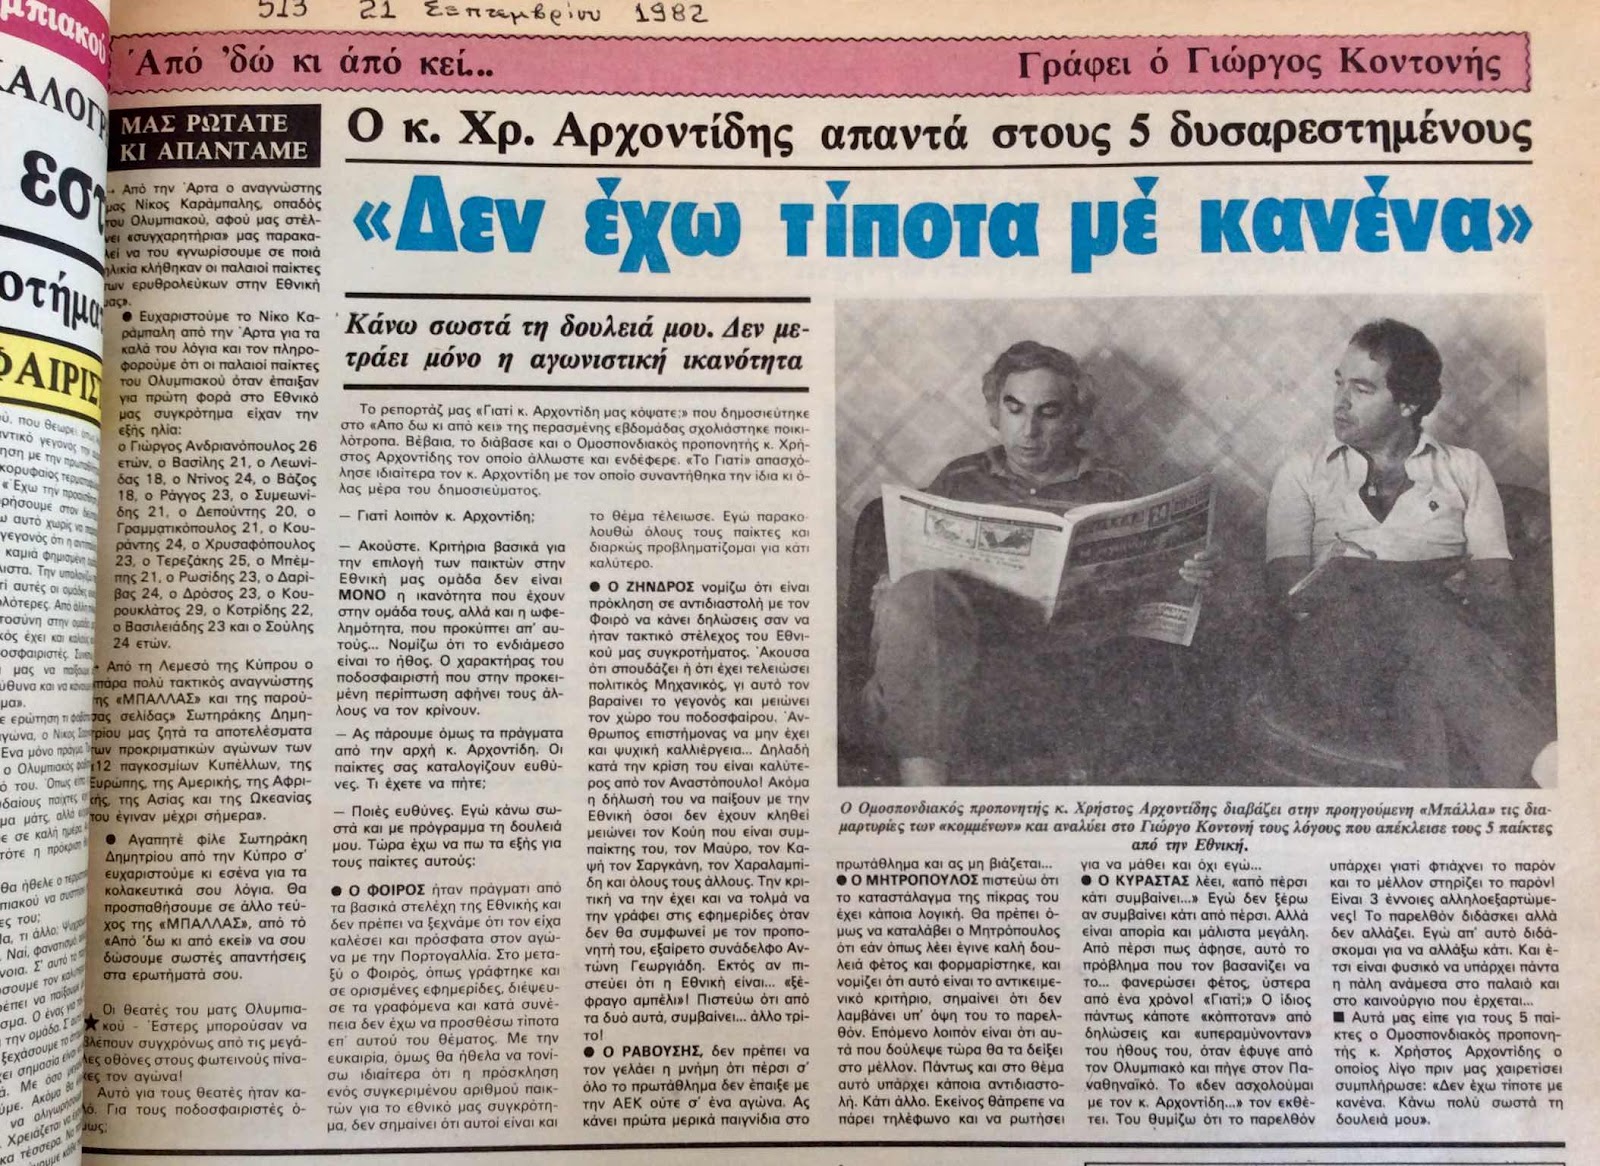 513 21 Σεπτεμβρίου 1982
μπιακού
ΚΑΛΟΓΡ
εστ
οτήμα
ΦΑΙΡΙΣ
Ἀπό 'δώ κι ἀπό κεί...
Γράφει ὁ Γιώργος Κοντονής
ΜΑΣ ΡΩΤΑΤΕ
ΚΙ ΑΠΑΝΤΑΜΕ
Ο κ. Χρ. Αρχοντίδης απαντά στους 5 δυσαρεστημένους
«Δεν έχω τίποτα μέ κανένα»
Από την Άρτα ο αναγνώστης
μας Νίκος Καράμπαλης, οπαδός
του Ολυμπιακού, αφού μας στέλ-
νει «συγχαρητήρια» μας παρακα-
λεί να του «γνωρίσουμε σε ποιά
ηλικία κλήθηκαν οι παλαιοί παίκτες
των ερυθρολεύκων στην Εθνική
μας».
● Ευχαριστούμε το Νίκο Κα-
ράμπαλη από την Άρτα για τα
καλά του λόγια και τον πληρο-
φορούμε ότι οι παλαιοί παίκτες
του Ολυμπιακού όταν έπαιξαν
για πρώτη φορά στο Εθνικό
μας συγκρότημα είχαν την
εξής ηλία:
ο Γιώργος Ανδριανόπουλος 26
ετών, ο Βασίλης 21, ο Λεωνί-
δας 18, ο Ντίνος 24, ο Βάζος
18, ο Ράγγος 23, ο Συμεωνί-
δης 21, ο Δεπούντης 20, ο
Γραμματικόπουλος 21, ο Κου-
ράντης 24, ο Χρυσαφόπουλος
23, ο Τερεζάκης 25, ο Μπέμ-
πης 21, ο Ρωσίδης 23, ο Δαρί-
βας 24, ο Δρόσος 23, ο Κου-
ρουκλάτος 29, ο Κοτρίδης 22,
ο Βασιλειάδης 23 και ο Σούλης
24 ετών.
Από τη Λεμεσό της Κύπρου ο
πάρα πολύ τακτικός αναγνώστης
της «ΜΠΑΛΛΑΣ» και της παρού-
σας σελίδας» Σωτηράκης Δημη-
τρίου μας ζητά τα αποτελέσματα
των προκριματικών αγώνων των
«12 παγκοσμίων Κυπέλλων, της
Ευρώπης, της Αμερικής, της Αφρι-
κής, της Ασίας και της Ωκεανίας
που έγιναν μέχρι σήμερα».
● Αγαπητέ φίλε Σωτηράκη
Δημητρίου από την Κύπρο σ'
ευχαριστούμε κι εσένα για τα
κολακευτικά σου λόγια. Θα
προσπαθήσουμε σε άλλο τεύ-
χος της «ΜΠΑΛΛΑΣ», από το
«Από 'δω κι από εκεί» να σου
δώσουμε σωστές απαντήσεις
στα ερωτήματά σου.
Οι θεατές του ματς Ολυμπια-
★ κού - Έστερς μπορούσαν να
βλέπουν συγχρόνως από τις μεγά-
λες οθόνες στους φωτεινούς πίνα-
κες τον αγώνα!
Αυτό για τους θεατές ήταν κα-
λό. Για τους ποδοσφαιριστές ό-
μως;
Κάνω σωστά τη δουλειά μου. Δεν με-
τράει μόνο η αγωνιστική ικανότητα
Το ρεπορτάζ μας «Γιατί κ. Αρχοντίδη μας κόψατε;» που δημοσιεύτηκε
στο «Απο δω κι από κει» της περασμένης εβδομάδας σχολιάστηκε ποικι-
λότροπα. Βέβαια, το διάβασε και ο Ομοσπονδιακός προπονητής κ. Χρή-
στος Αρχοντίδης τον οποίο άλλωστε και ενδέφερε. «Το Γιατί» απασχό-
λησε ιδιαίτερα τον κ. Αρχοντίδη με τον οποίο συναντήθηκα την ίδια κι ό-
λας μέρα του δημοσιεύματος.
— Γιατί λοιπόν κ. Αρχοντίδη;
— Ακούστε. Κριτήρια βασικά για
την επιλογή των παικτών στην
Εθνική μας ομάδα δεν είναι
ΜΟΝΟ η ικανότητα που έχουν
στην ομάδα τους, αλλά και η ωφε-
λημότητα, που προκύπτει απ' αυ-
τούς... Νομίζω ότι το ενδιάμεσο
είναι το ήθος. Ο χαρακτήρας του
ποδοσφαιριστή που στην προκει-
μένη περίπτωση αφήνει τους άλ-
λους να τον κρίνουν.
— Ας πάρουμε όμως τα πράγματα
από την αρχή κ. Αρχοντίδη. Οι
παίκτες σας καταλογίζουν ευθύ-
νες. Τι έχετε να πήτε;
— Ποιές ευθύνες. Εγώ κάνω σω-
στά και με πρόγραμμα τη δουλειά
μου. Τώρα έχω να πω τα εξής για
τους παίκτες αυτούς:
● Ο ΦΟΙΡΟΣ ήταν πράγματι από
τα βασικά στελέχη της Εθνικής και
δεν πρέπει να ξεχνάμε ότι τον είχα
καλέσει και πρόσφατα στον αγώ-
να με την Πορτογαλλία. Στο μετα-
ξύ ο Φοιρός, όπως γράφτηκε και
σε ορισμένες εφημερίδες, διέψευ-
σε τα γραφόμενα και κατά συνέ-
πεια δεν έχω να προσθέσω τίποτα
επ' αυτού του θέματος. Με την
ευκαιρία, όμως θα ήθελα να τονί-
σω ιδιαίτερα ότι η πρόσκληση
ενός συγκεριμένου αριθμού παικ-
τών για το εθνικό μας συγκρότη-
μα, δεν σημαίνει ότι αυτοί είναι και
το θέμα τέλειωσε. Εγώ παρακο-
λουθώ όλους τους παίκτες και
διαρκώς προβληματίζομαι για κάτι
καλύτερο.
● Ο ΖΗΝΔΡΟΣ νομίζω ότι είναι
πρόκληση σε αντιδιαστολή με τον
Φοιρό να κάνει δηλώσεις σαν να
ήταν τακτικό στέλεχος του Εθνι-
κού μας συγκροτήματος. Άκουσα
ότι σπουδάζει ή ότι έχει τελειώσει
πολιτικός Μηχανικός, γι αυτό τον
βαραίνει το γεγονός και μειώνει
τον χώρο του ποδοσφαίρου. Άν-
θρωπος επιστήμονας να μην έχει
και ψυχική καλλιέργεια... Δηλαδή
κατά την κρίση του είναι καλύτε-
ρος από τον Αναστόπουλο! Ακόμα
η δήλωσή του να παίξουν με την
Εθνική όσοι δεν έχουν κληθεί
μειώνει τον Κούη που είναι συμ-
παίκτης του, τον Μαύρο, τον Κα-
ψή τον Σαργκάνη, τον Χαραλαμπί-
δη και όλους τους άλλους. Την κρι-
τική να την έχει και να τολμά να
την γράφει στις εφημερίδες όταν
δεν θα συμφωνεί με τον προπο-
νητή του, εξαίρετο συνάδελφο Αν-
τώνη Γεωργιάδη. Εκτός αν πι-
στεύει ότι η Εθνική είναι... «ξέ-
φραγο αμπέλι»! Πιστεύω ότι από
τα δυό αυτά, συμβαίνει... άλλο τρί-
το!
● Ο ΡΑΒΟΥΣΗΣ, δεν πρέπει να
τον γελάει η μνήμη ότι πέρσι σ'
όλο το πρωτάθλημα δεν έπαιξε με
την ΑΕΚ ούτε σ' ένα αγώνα. Ας
κάνει πρώτα μερικά παιγνίδια στο
Ο Ομοσπονδιακός προπονητής κ. Χρήστος Αρχοντίδης διαβάζει στην προηγούμενη «Μπάλλα» τις δια-
μαρτυρίες των «κομμένων» και αναλύει στο Γιώργο Κοντονή τους λόγους που απέκλεισε τους 5 παίκτες
από την Εθνική.
πρωτάθλημα και ας μη βιάζεται...
● Ο ΜΗΤΡΟΠΟΥΛΟΣ πιστεύω ότι
το καταστάλαγμα της πίκρας του
έχει κάποια λογική. Θα πρέπει ό-
μως να καταλάβει ο Μητρόπουλος
ότι εάν όπως λέει έγινε καλή δου-
λειά φέτος και φορμαρίστηκε, και
νομίζει ότι αυτό είναι το αντικειμε-
νικό κριτήριο, σημαίνει ότι δεν
λαμβάνει υπ' όψη του το παρελ-
θόν. Επόμενο λοιπόν είναι ότι αυ-
τά που δούλεψε τώρα θα τα δείξει
στο μέλλον. Πάντως και στο θέμα
αυτό υπάρχει κάποια αντιδιαστο-
λή. Κάτι άλλο. Εκείνος θάπρεπε να
πάρει τηλέφωνο και να ρωτήσει
για να μάθει και όχι εγώ...
● Ο ΚΥΡΑΣΤΑΣ λέει, «από πέρσι
κάτι συμβαίνει...» Εγώ δεν ξέρω
αν συμβαίνει κάτι από πέρσι. Αλλά
είναι απορία και μάλιστα μεγάλη.
Από πέρσι πως άφησε, αυτό το
πρόβλημα που τον βασανίζει να
το... φανερώσει φέτος, ύστερα
από ένα χρόνο! «Γιατί;» Ο ίδιος
πάντως κάποτε «κόπτοταν» από
δηλώσεις και «υπεραμύνονταν»
του ήθους του, όταν έφυγε από
τον Ολυμπιακό και πήγε στον Πα-
ναθηναϊκό. Το «δεν ασχολούμαι
με τον κ. Αρχοντίδη...» τον εκθέ-
τει. Του θυμίζω ότι το παρελθόν
υπάρχει γιατί φτιάχνει το παρόν
και το μέλλον στηρίζει το παρόν!
Είναι 3 έννοιες αλληλοεξαρτώμε-
νες! Το παρελθόν διδάσκει αλλά
δεν αλλάζει. Εγώ απ' αυτό διδά-
σκομαι για να αλλάξω κάτι. Και έ-
τσι είναι φυσικό να υπάρχει πάντα
η πάλη ανάμεσα στο παλαιό και
στο καινούργιο που έρχεται...
■ Αυτά μας είπε για τους 5 παί-
κτες ο Ομοσπονδιακός προπονη-
τής κ. Χρήστος Αρχοντίδης ο
οποίος λίγο πριν μας χαιρετίσει
συμπλήρωσε: «Δεν έχω τίποτε με
κανένα. Κάνω πολύ σωστά τη
δουλειά μου».